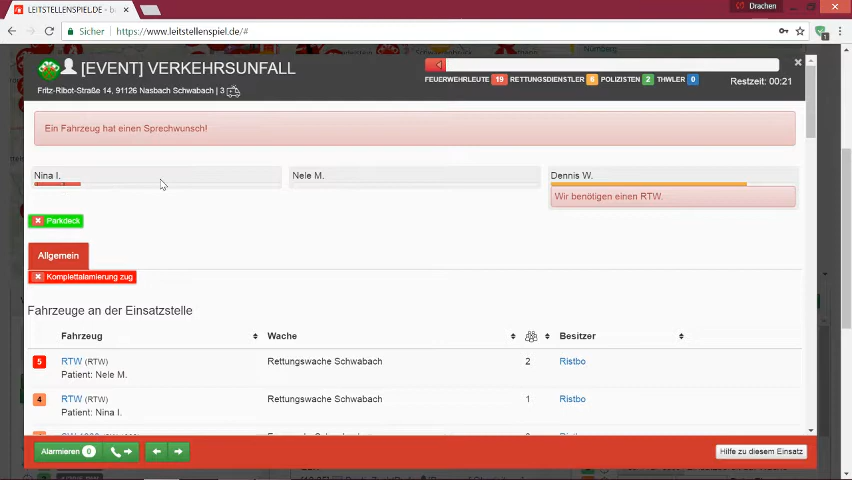 LEITSTELLENSPIEL.DE - b
Drachen
Sicher
https://www.leitstellenspiel.de/#
[EVENT] VERKEHRSUNFALL
Fritz-Ribot-Straße 14, 91126 Nasbach Schwabach | 3
FEUERWEHRLEUTE 19 RETTUNGSDIENSTLER 6 POLIZISTEN 2 THWLER 0
Restzeit: 00:21
Ein Fahrzeug hat einen Sprechwunsch!
Nina I.
Nele M.
Dennis W.
Wir benötigen einen RTW.
Parkdeck
Allgemein
Komplettalamierung zug
Fahrzeuge an der Einsatzstelle
Fahrzeug Wache Besitzer
5 RTW (RTW) Rettungswache Schwabach 2 Ristbo
Patient: Nele M.
4 RTW (RTW) Rettungswache Schwabach 1 Ristbo
Patient: Nina I.
Alarmieren 0
Hilfe zu diesem Einsatz